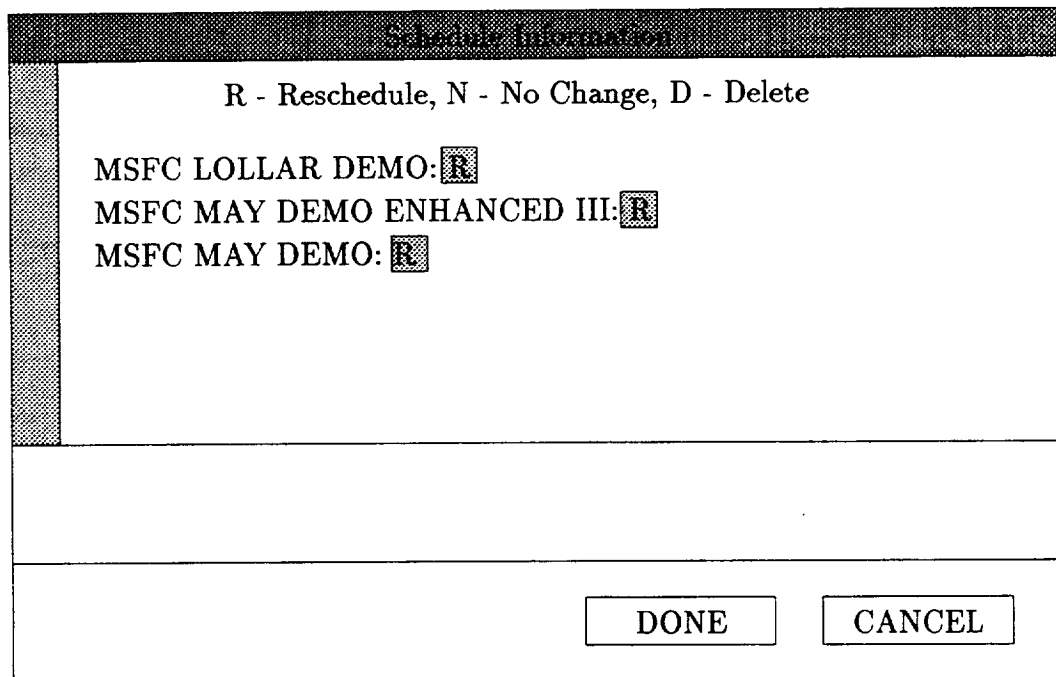 Schedule Information
R - Reschedule, N - No Change, D - Delete
MSFC LOLLAR DEMO: R
MSFC MAY DEMO ENHANCED III: R
MSFC MAY DEMO: R
DONE CANCEL